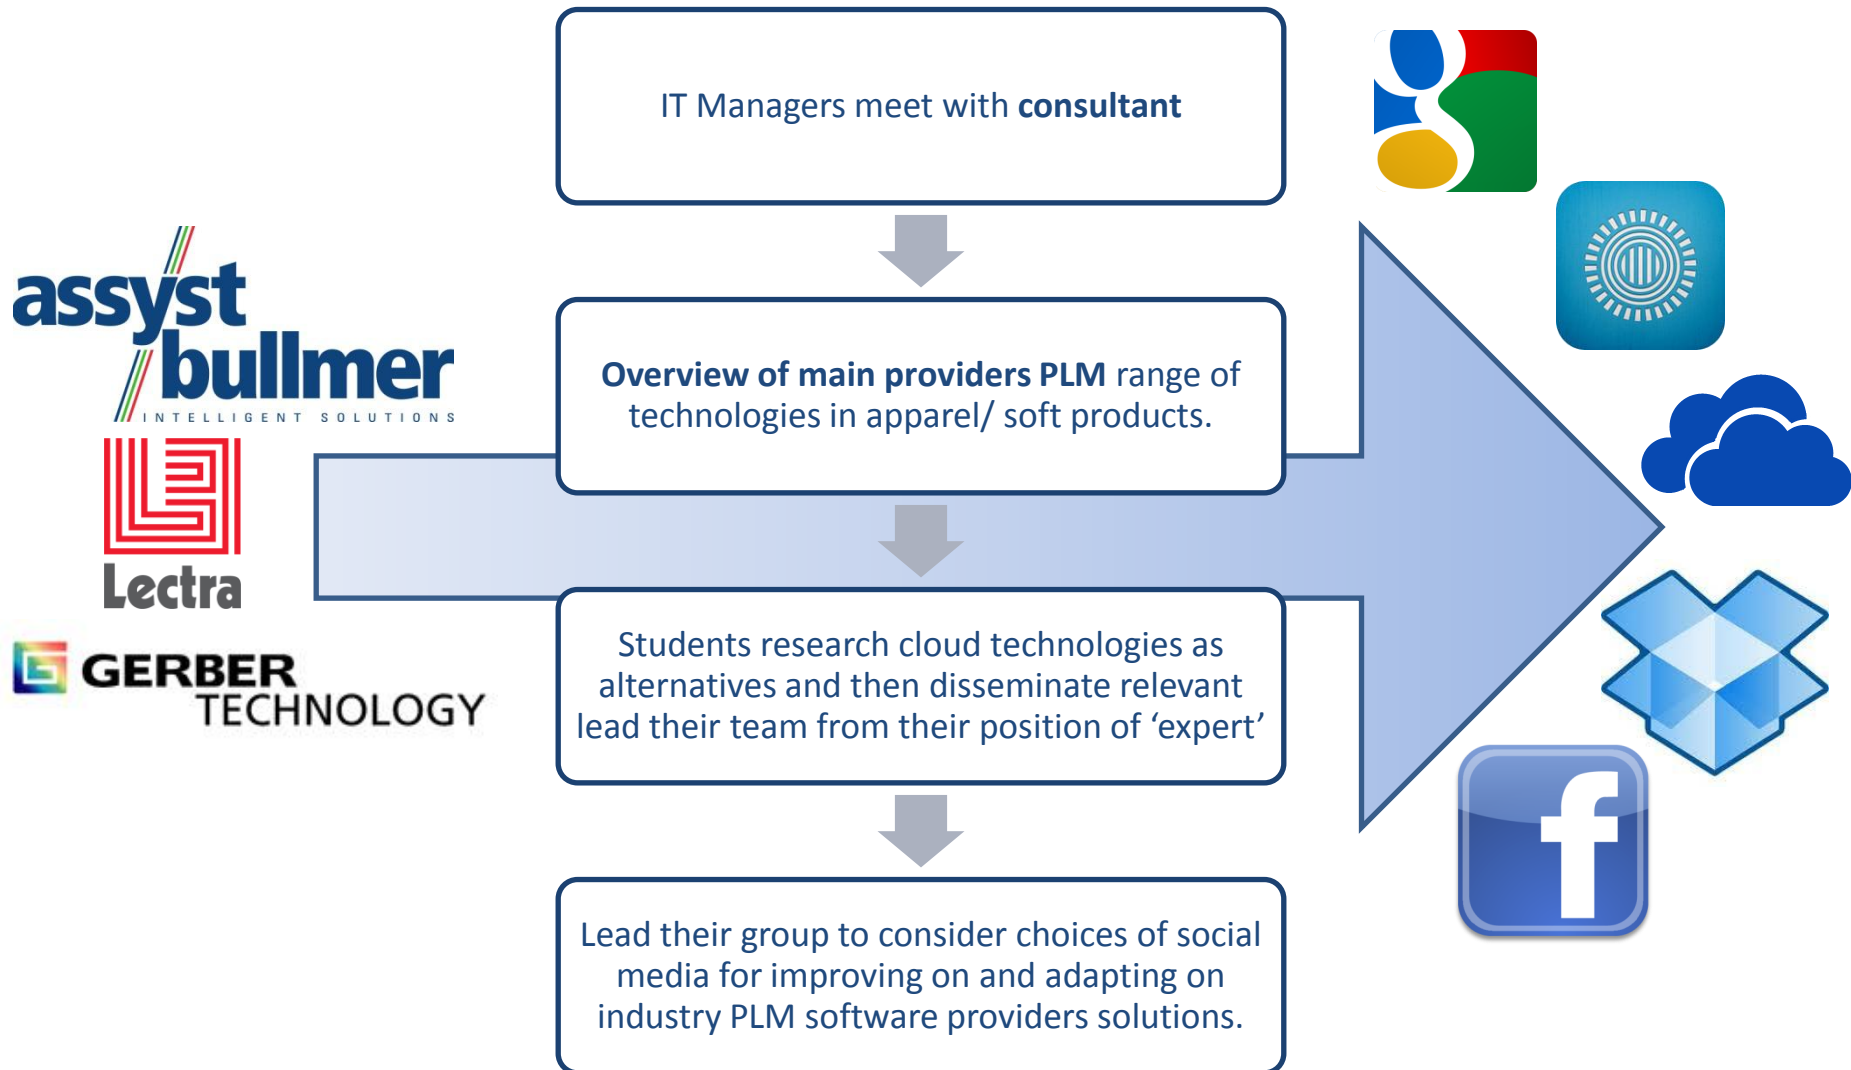 IT Managers meet with consultant
assyst
bullmer
INTELLIGENT SOLUTIONS
Overview of main providers PLM range of
technologies in apparel/ soft products.
Lectra
Students research cloud technologies as
alternatives and then disseminate relevant
lead their team from their position of ‘expert’
GERBER
TECHNOLOGY
f
Lead their group to consider choices of social
media for improving on and adapting on
industry PLM software providers solutions.